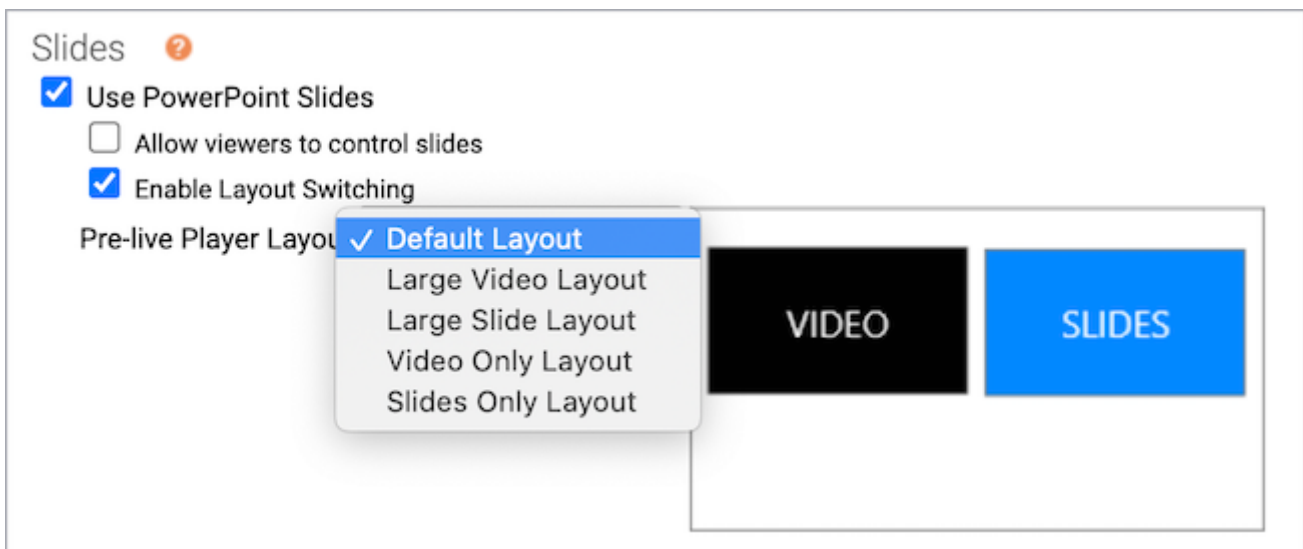 Slides ?
Use PowerPoint Slides
Allow viewers to control slides
Enable Layout Switching
Pre-live Player Layou
✓ Default Layout
Large Video Layout
Large Slide Layout
Video Only Layout
Slides Only Layout
VIDEO
SLIDES